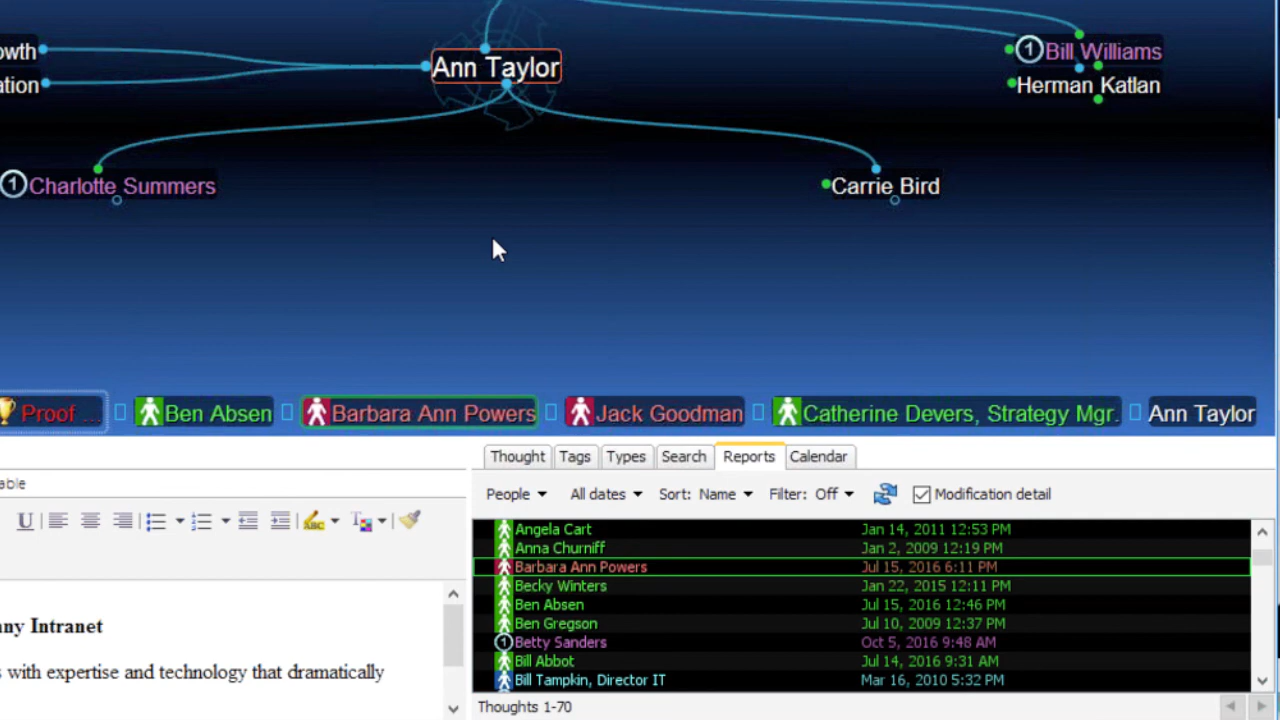 owth
Ann Taylor
1 Bill Williams
ation
Herman Katlan
1 Charlotte Summers
Carrie Bird
Proof ...
Ben Absen
Barbara Ann Powers
Jack Goodman
Catherine Devers, Strategy Mgr.
Ann Taylor
Thought Tags Types Search Reports Calendar
able
People All dates Sort: Name Filter: Off Modification detail
U ABC T
Angela Cart Jan 14, 2011 12:53 PM
Anna Churniff Jan 2, 2009 12:19 PM
Barbara Ann Powers Jul 15, 2016 6:11 PM
Becky Winters Jan 22, 2015 12:11 PM
Ben Absen Jul 15, 2016 12:46 PM
Ben Gregson Jul 10, 2009 12:37 PM
1 Betty Sanders Oct 5, 2016 9:48 AM
Bill Abbot Jul 14, 2016 9:31 AM
Bill Tampkin, Director IT Mar 16, 2010 5:32 PM
Thoughts 1-70
ny Intranet
s with expertise and technology that dramatically